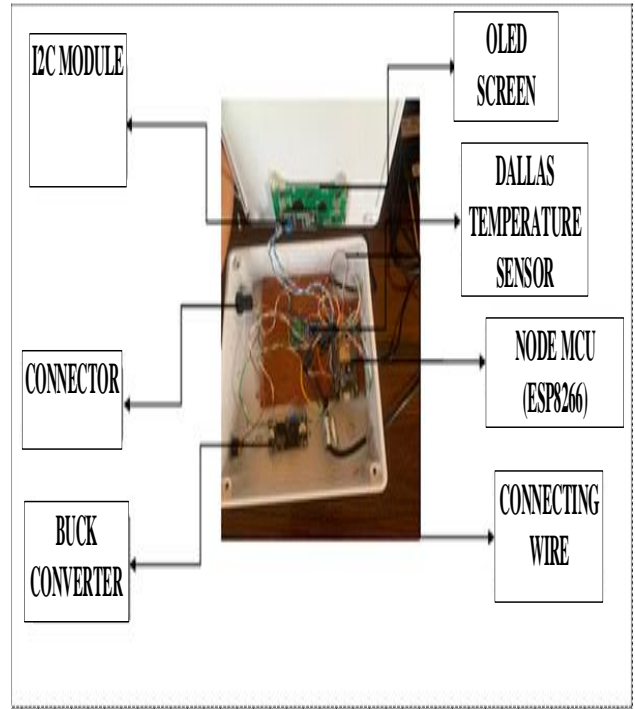 I2C MODULE
OLED
SCREEN
DALLAS
TEMPERATURE
SENSOR
CONNECTOR
NODE MCU
(ESP8266)
BUCK
CONVERTER
CONNECTING
WIRE